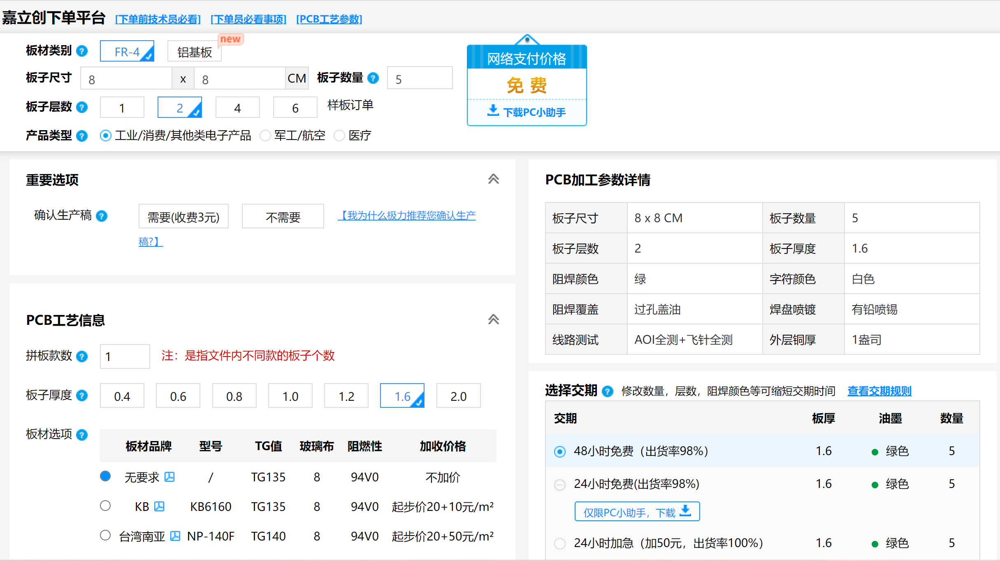 嘉立创下单平台 [下单前技术员必看] [下单员必看事项] [PCB工艺参数]
板材类别 ? FR-4 铝基板 new
板子尺寸 8 x 8 CM 板子数量 ? 5
板子层数 ? 1 2 4 6 样板订单
产品类型 ? 工业/消费/其他类电子产品 军工/航空 医疗
网络支付价格
免费
下载PC小助手
重要选项
确认生产稿 ? 需要(收费3元) 不需要 【我为什么极力推荐您确认生产
稿?】
PCB工艺信息
拼板款数 ? 1 注：是指文件内不同款的板子个数
板子厚度 ? 0.4 0.6 0.8 1.0 1.2 1.6 2.0
板材选项 ?
板材品牌 型号 TG值 玻璃布 阻燃性 加收价格
无要求 / TG135 8 94V0 不加价
KB KB6160 TG135 8 94V0 起步价20+10元/m²
台湾南亚 NP-140F TG140 8 94V0 起步价20+50元/m²
PCB加工参数详情
板子尺寸 8 x 8 CM 板子数量 5
板子层数 2 板子厚度 1.6
阻焊颜色 绿 字符颜色 白色
阻焊覆盖 过孔盖油 焊盘喷镀 有铅喷锡
线路测试 AOI全测+飞针全测 外层铜厚 1盎司
选择交期 ? 修改数量，层数，阻焊颜色等可缩短交期时间 查看交期规则
交期 板厚 油墨 数量
48小时免费（出货率98%） 1.6 绿色 5
24小时免费(出货率98%) 1.6 绿色 5
仅限PC小助手，下载
24小时加急（加50元，出货率100%） 1.6 绿色 5